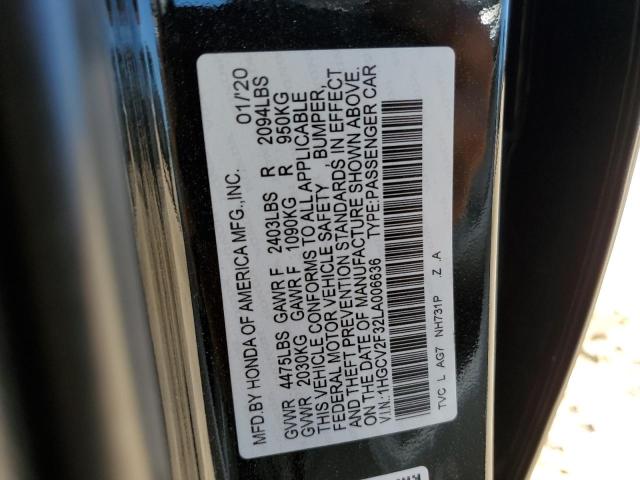 MFD.BY HONDA OF AMERICA MFG.,INC. 01/'20
GVWR 4475LBS GAWR F 2403LBS R 2094LBS
GVWR 2030KG GAWR F 1090KG R 950KG
THIS VEHICLE CONFORMS TO ALL APPLICABLE
FEDERAL MOTOR VEHICLE SAFETY , BUMPER,
AND THEFT PREVENTION STANDARDS IN EFFECT
ON THE DATE OF MANUFACTURE SHOWN ABOVE.
V.I.N.:1HGCV2F32LA006636 TYPE:PASSENGER CAR
TVC L AG7 NH731P Z .A